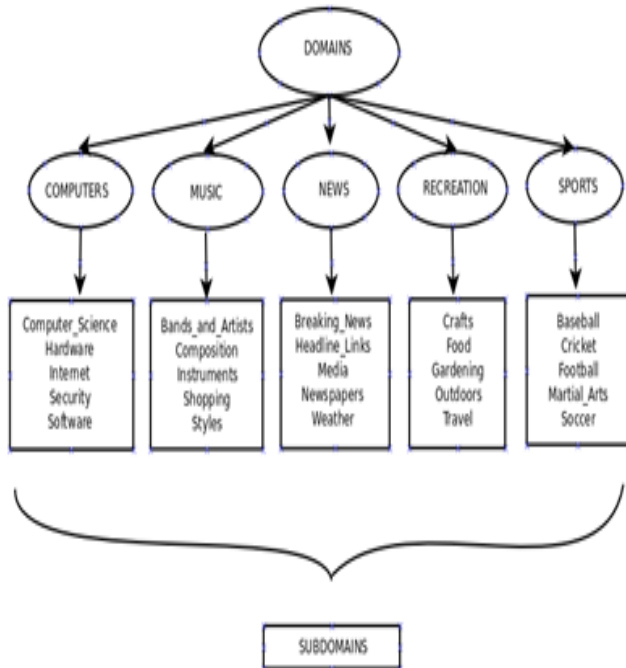 DOMAINS
COMPUTERS
MUSIC
NEWS
RECREATION
SPORTS
Computer_Science
Hardware
Internet
Security
Software
Bands_and_Artists
Composition
Instruments
Shopping
Styles
Breaking_News
Headline_Links
Media
Newspapers
Weather
Crafts
Food
Gardening
Outdoors
Travel
Baseball
Cricket
Football
Martial_Arts
Soccer
SUBDOMAINS